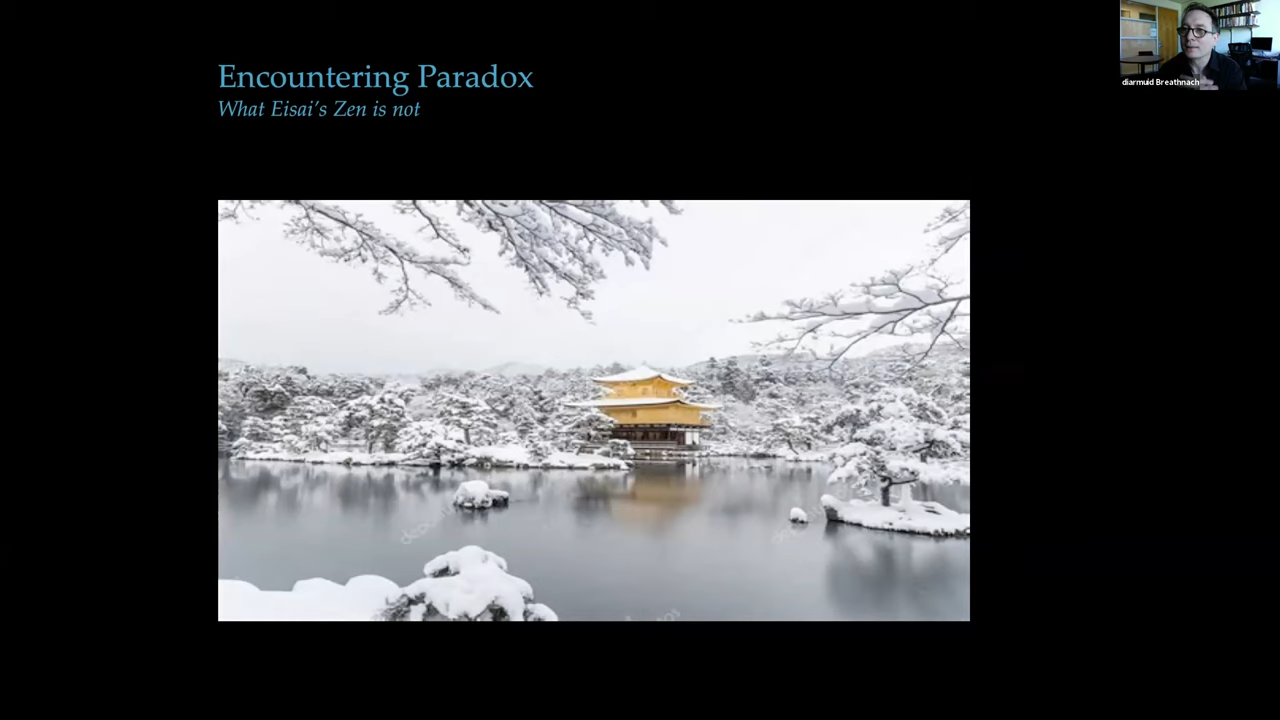 Encountering Paradox
What Eisai's Zen is not
diarmuid Breathnach